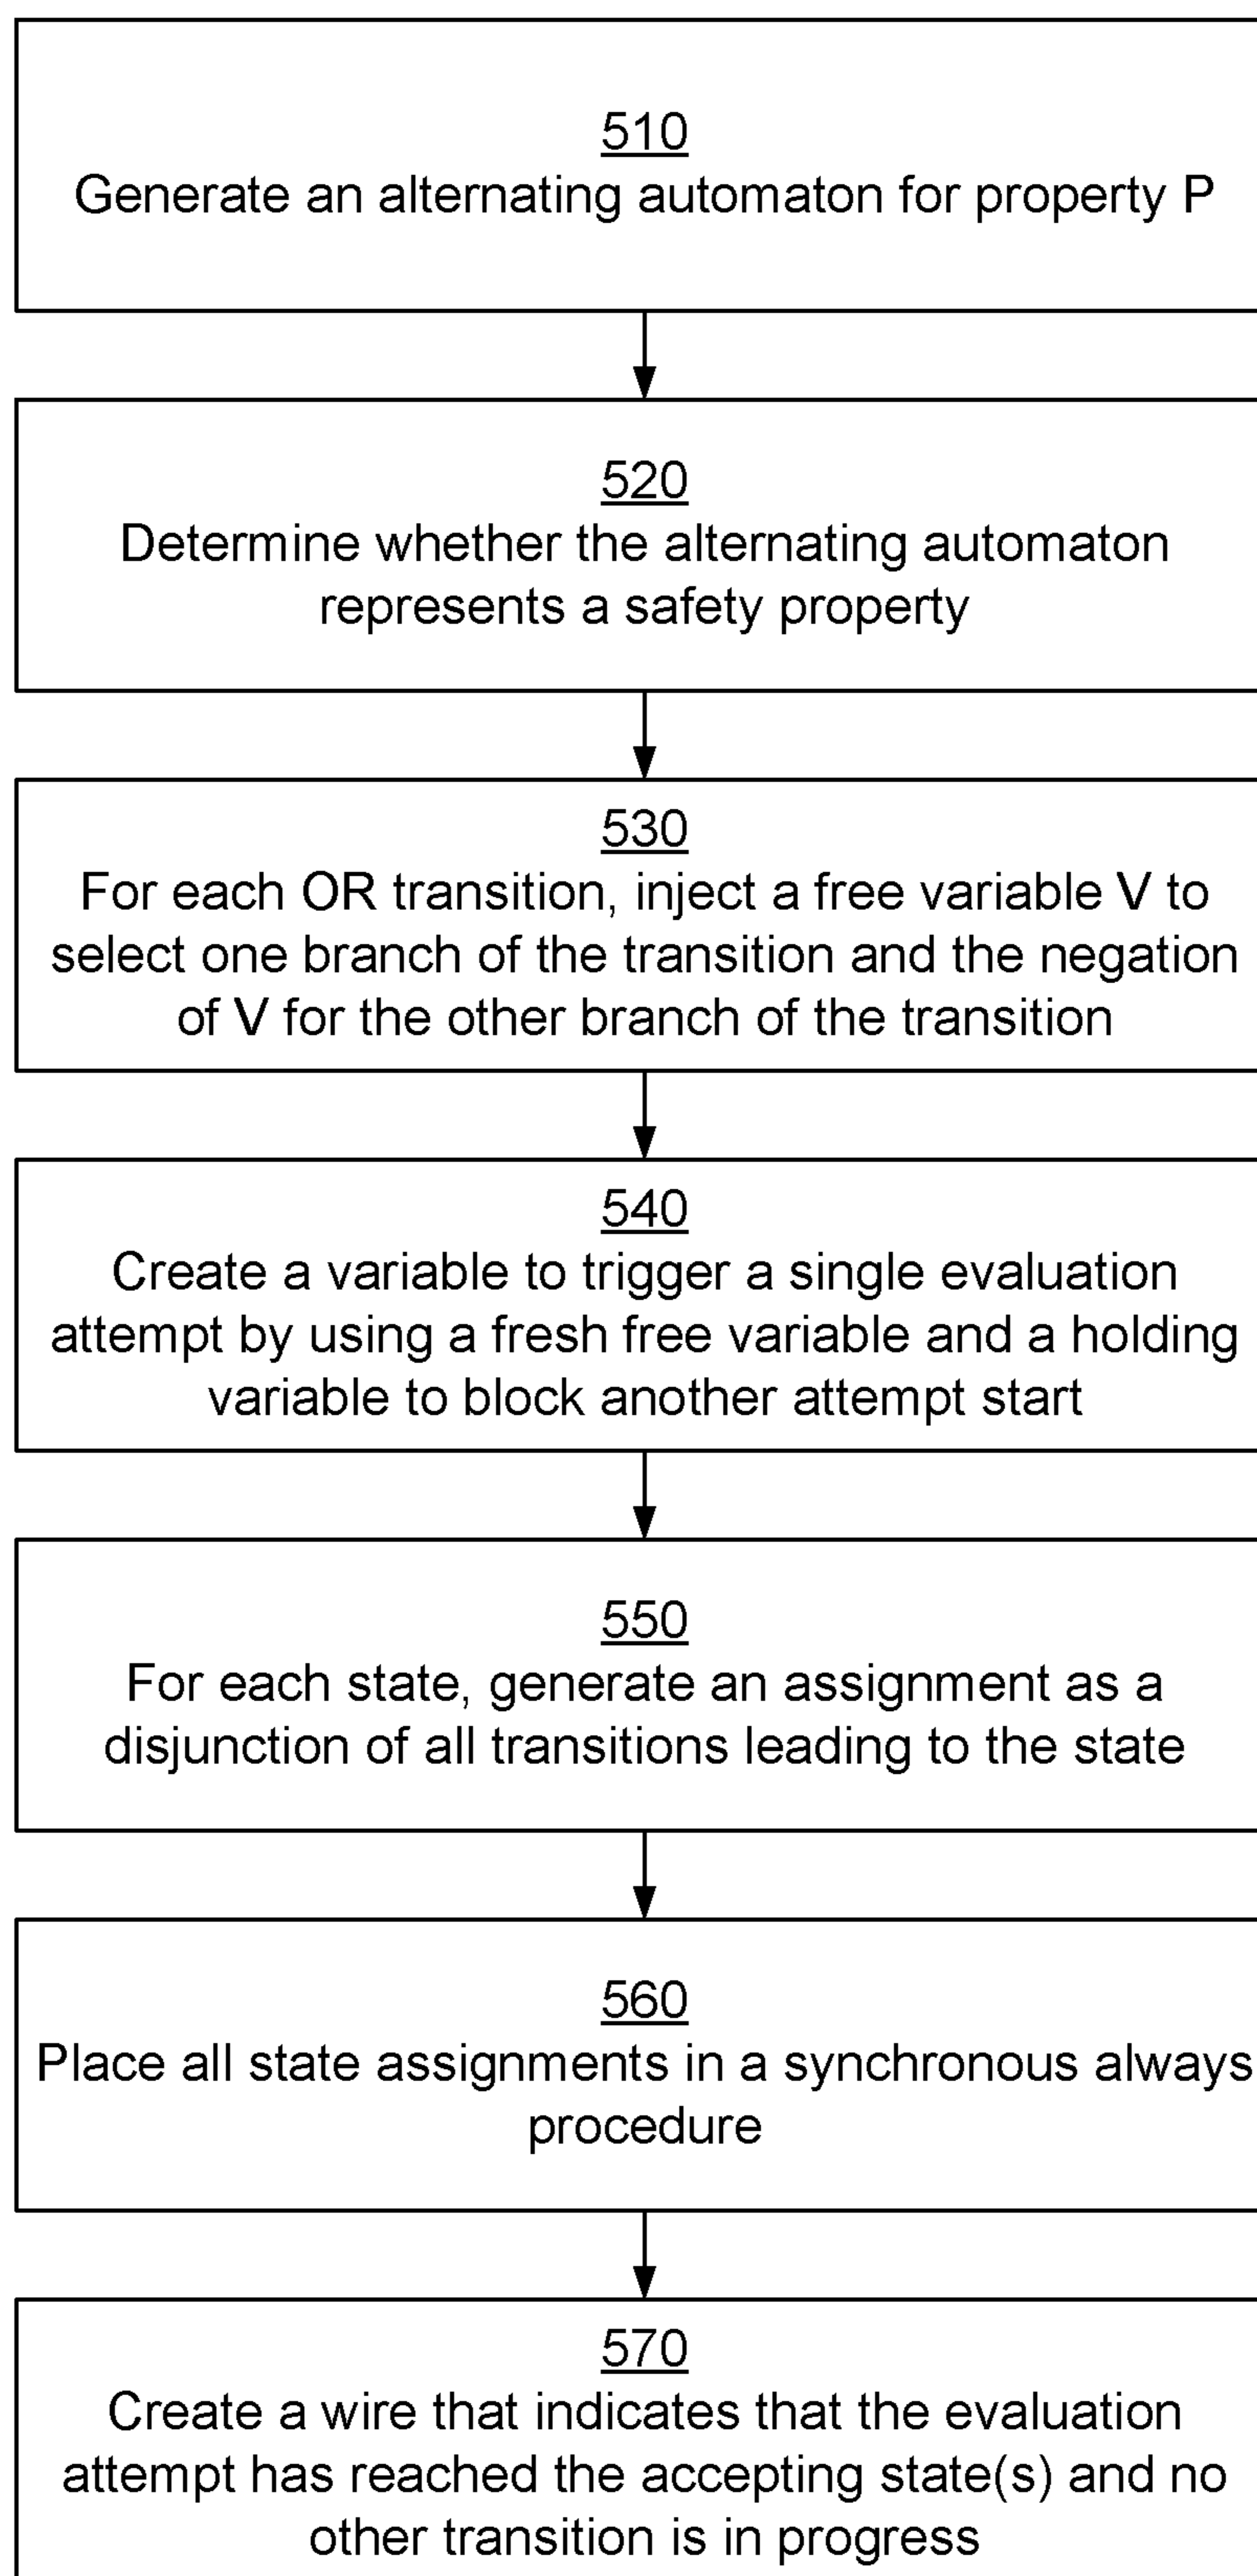 510
Generate an alternating automaton for property P
520
Determine whether the alternating automaton
represents a safety property
530
For each OR transition, inject a free variable V to
select one branch of the transition and the negation
of V for the other branch of the transition
540
Create a variable to trigger a single evaluation
attempt by using a fresh free variable and a holding
variable to block another attempt start
550
For each state, generate an assignment as a
disjunction of all transitions leading to the state
560
Place all state assignments in a synchronous always
procedure
570
Create a wire that indicates that the evaluation
attempt has reached the accepting state(s) and no
other transition is in progress